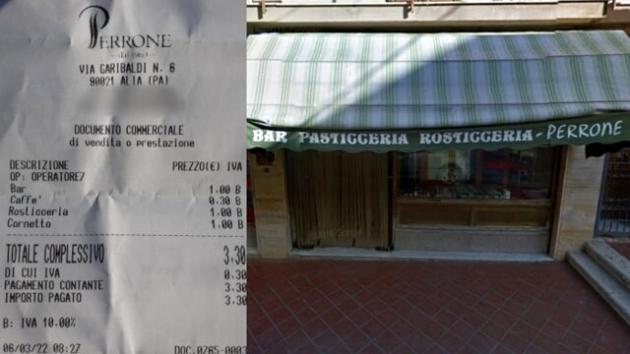 PERRONE
VIA GARIBALDI N. 6
90021 ALIA (PA)
DOCUMENTO COMMERCIALE
di vendita o prestazione
DESCRIZIONE PREZZO(€) IVA
OP: OPERATORE7
Bar 1.00 B
Caffe' 0.30 B
Rosticceria 1.00 B
Cornetto 1.00 B
TOTALE COMPLESSIVO 3.30
DI CUI IVA 0.30
PAGAMENTO CONTANTE 3.30
IMPORTO PAGATO 3.30
B: IVA 10.00%
06/03/22 08:27 DOC.0765-0003
BAR PASTICCERIA ROSTICCERIA - PERRONE